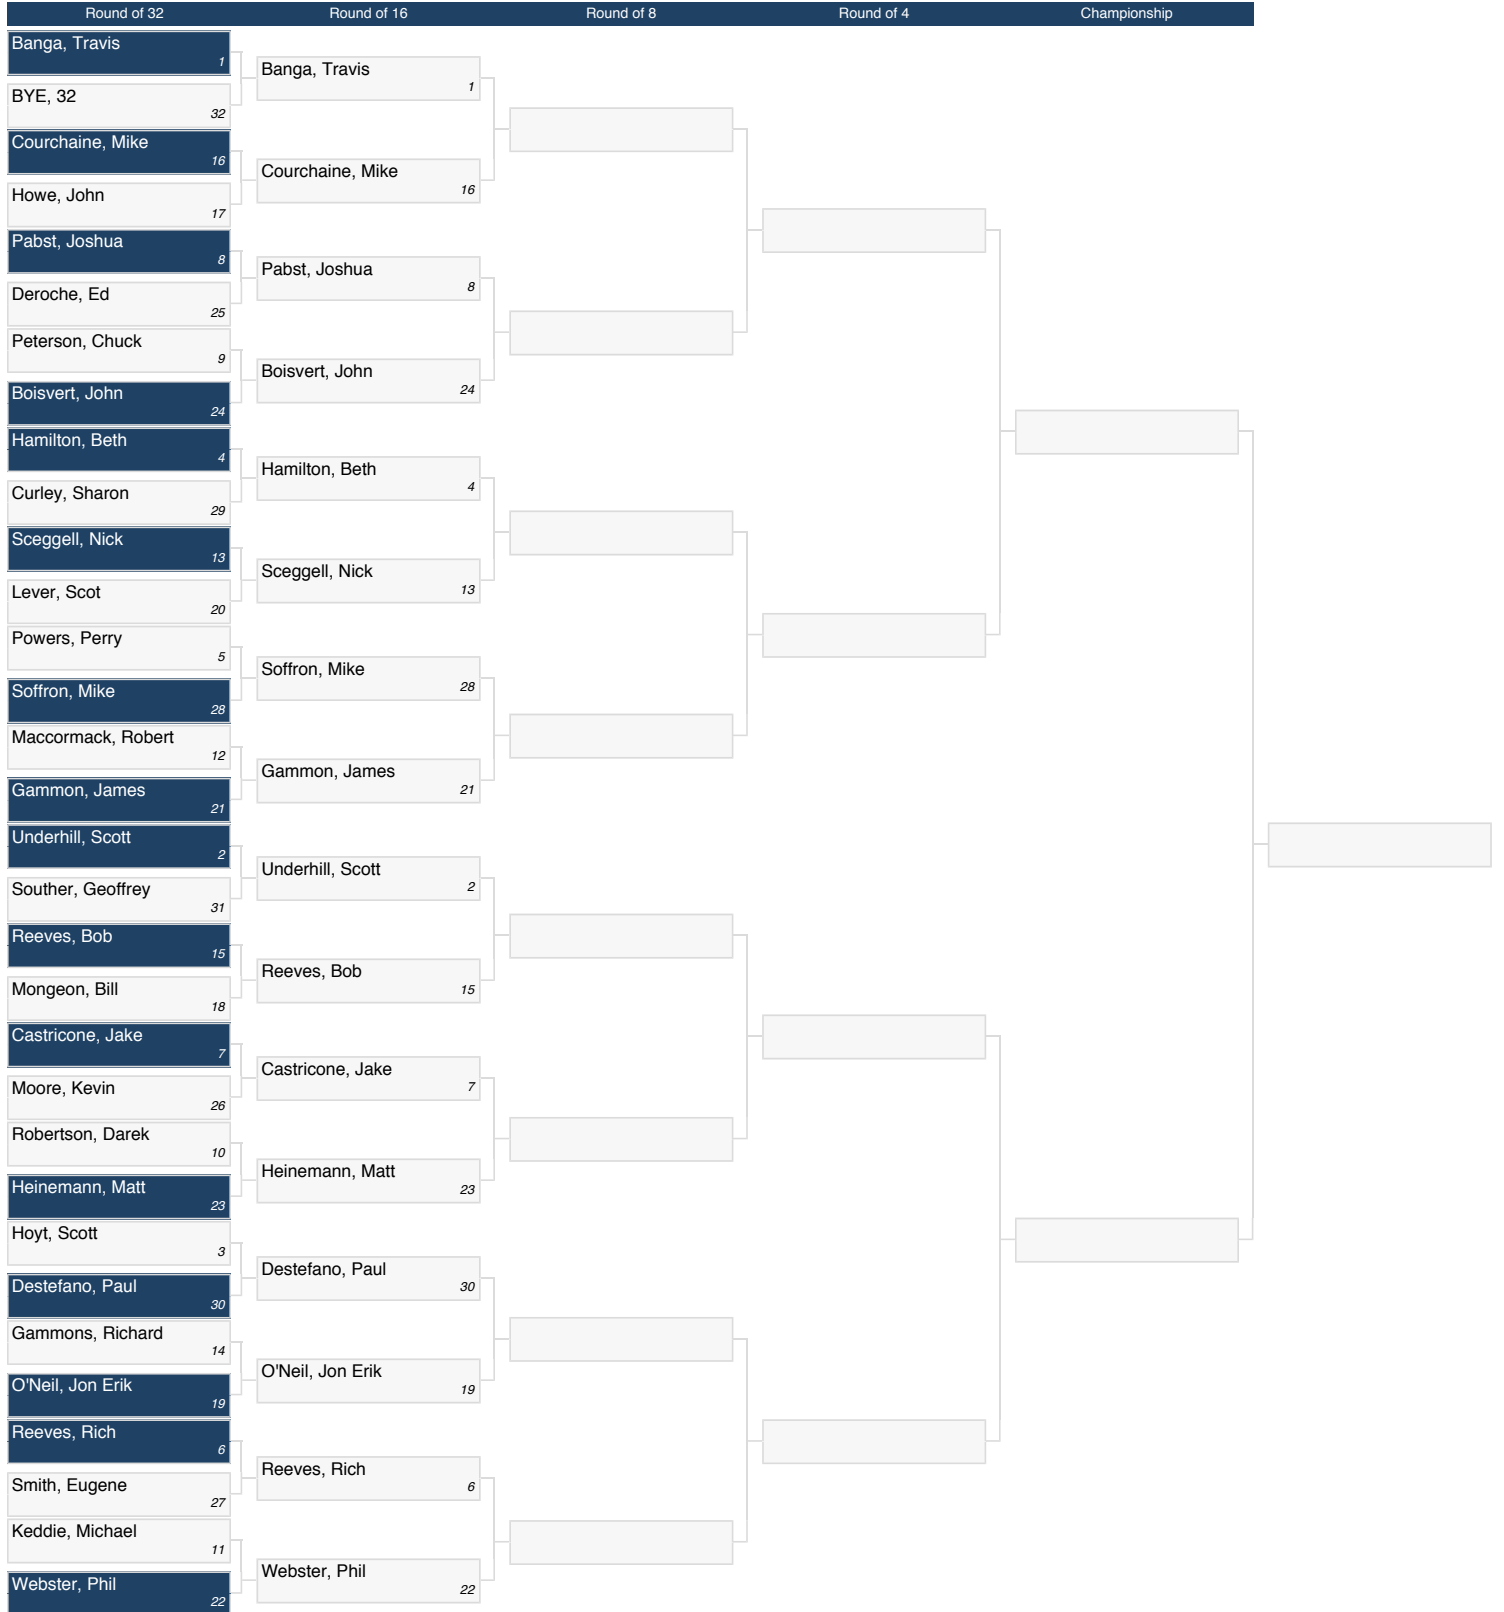 Round of 32
Round of 16
Round of 8
Round of 4
Championship
Banga, Travis
1
BYE, 32
32
Courchaine, Mike
16
Howe, John
17
Pabst, Joshua
8
Deroche, Ed
25
Peterson, Chuck
9
Boisvert, John
24
Hamilton, Beth
4
Curley, Sharon
29
Sceggell, Nick
13
Lever, Scot
20
Powers, Perry
5
Soffron, Mike
28
Maccormack, Robert
12
Gammon, James
21
Underhill, Scott
2
Souther, Geoffrey
31
Reeves, Bob
15
Mongeon, Bill
18
Castricone, Jake
7
Moore, Kevin
26
Robertson, Darek
10
Heinemann, Matt
23
Hoyt, Scott
3
Destefano, Paul
30
Gammons, Richard
14
O'Neil, Jon Erik
19
Reeves, Rich
6
Smith, Eugene
27
Keddie, Michael
11
Webster, Phil
22
Banga, Travis
1
Courchaine, Mike
16
Pabst, Joshua
8
Boisvert, John
24
Hamilton, Beth
4
Sceggell, Nick
13
Soffron, Mike
28
Gammon, James
21
Underhill, Scott
2
Reeves, Bob
15
Castricone, Jake
7
Heinemann, Matt
23
Destefano, Paul
30
O'Neil, Jon Erik
19
Reeves, Rich
6
Webster, Phil
22